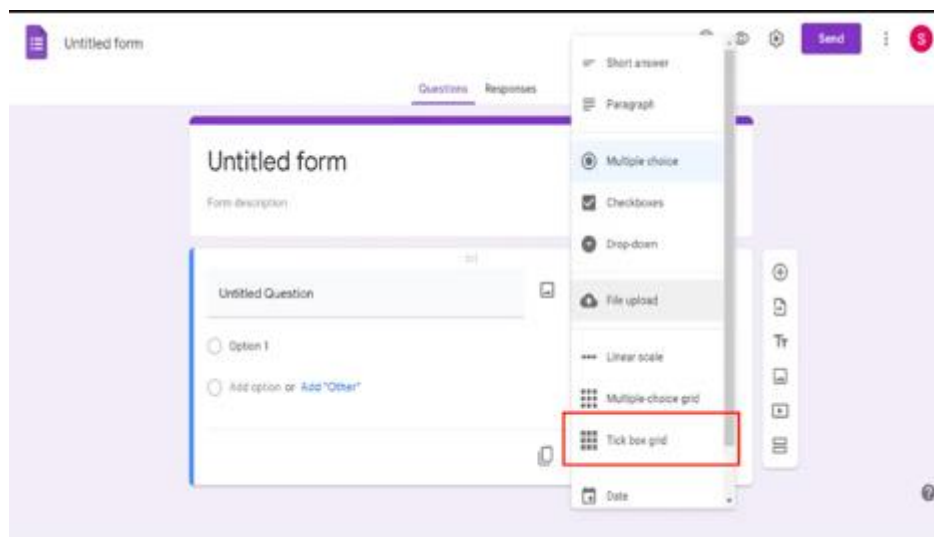 Untitled form
Send
S
Questions Responses
Untitled form
Form description
Untitled Question
Option 1
Add option or Add "Other"
Short answer
Paragraph
Multiple choice
Checkboxes
Drop-down
File upload
Linear scale
Multiple-choice grid
Tick box grid
Date
Tт